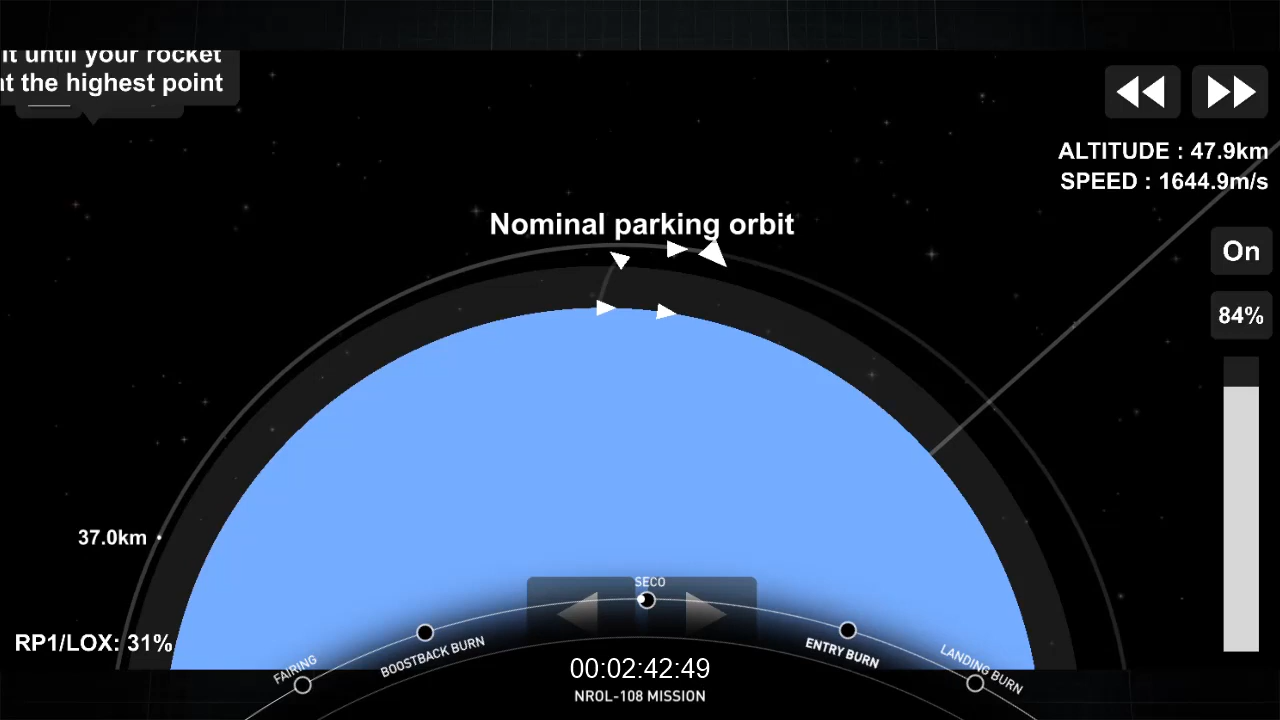 it until your rocket
at the highest point
ALTITUDE : 47.9km
SPEED : 1644.9m/s
Nominal parking orbit
On
84%
37.0km
SECO
RP1/LOX: 31%
FAIRING
BOOSTBACK BURN
ENTRY BURN
LANDING BURN
00:02:42:49
NROL-108 MISSION